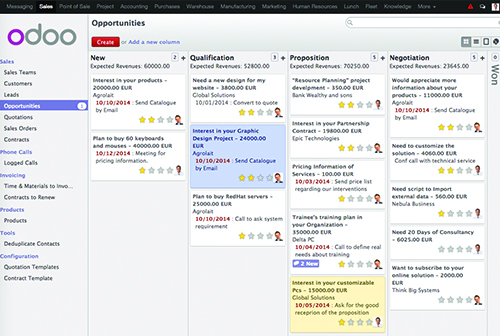 Messaging Sales Point of Sale Project Accounting Purchases Warehouse Manufacturing Marketing Human Resources Lunch Fleet Knowledge More
odoo
Sales
Sales Teams
Customers
Leads
Opportunities
Quotations
Sales Orders
Contracts
Phone Calls
Logged Calls
Invoicing
Time & Materials to Invo...
Contracts to Renew
Products
Products
Tools
Deduplicate Contacts
Configuration
Quotation Templates
Contract Template
Opportunities
Create or Add a new column
New 2 +
Expected Revenues: 60000.00
Interest in your products -
20000.00 EUR
Agrolait
10/10/2014 : Send Catalogue
by Email
Plan to buy 60 keyboards
and mouses - 40000.00 EUR
10/12/2014 : Meeting for
pricing information.
Qualification 3 +
Expected Revenues: 52800.00
Need a design for my
website - 3800.00 EUR
Global Solutions
10/01/2014 : Convert to quote
Interest in your Graphic
Design Project - 24000.00
EUR
Agrolait
10/10/2014 : Send Catalogue
by Email
Plan to buy RedHat servers -
25000.00 EUR
Agrolait
10/29/2014 : Call to ask system
requirement
Proposition 5 +
Expected Revenues: 70250.00
"Resource Planning" project
develpment - 350.00 EUR
Bank Wealthy and sons
Interest in your Partnership
Contract - 19800.00 EUR
Epic Technologies
Pricing Information of
Services - 100.00 EUR
10/03/2014 : Send price list
regarding our interventions
Trainee's training plan in
your Organization -
35000.00 EUR
Delta PC
10/04/2014 : Call to define real
needs about training
2 New
Interest in your customizable
Pcs - 15000.00 EUR
Global Solutions
10/05/2014 : Ask for the good
receprion of the proposition
Negotiation 5 +
Expected Revenues: 23645.00
Would appreciate more
information about your
products - 11000.00 EUR
Agrolait
Need to customize the
solution - 4060.00 EUR
Conf call with technical service
Need script to Import
external data - 560.00 EUR
Nebula Business
Need 20 Days of Consultancy
- 6025.00 EUR
Want to subscribe to your
online solution - 2000.00
EUR
Think Big Systems
0
Won